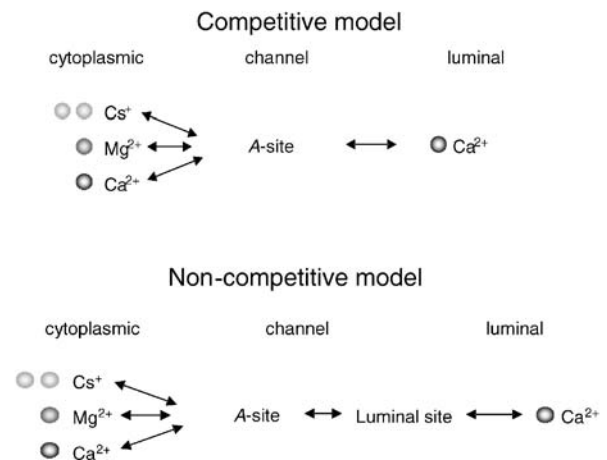 Competitive model
cytoplasmic channel luminal
Cs⁺
Mg²⁺ A-site Ca²⁺
Ca²⁺
Non-competitive model
cytoplasmic channel luminal
Cs⁺
Mg²⁺ A-site Luminal site Ca²⁺
Ca²⁺